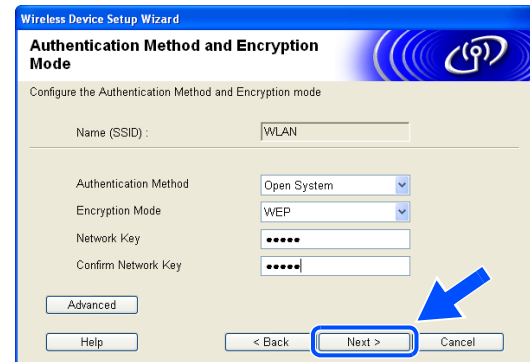 Wireless Device Setup Wizard
Authentication Method and Encryption
Mode
Configure the Authentication Method and Encryption mode
Name (SSID) : WLAN
Authentication Method Open System
Encryption Mode WEP
Network Key •••••
Confirm Network Key •••••
Advanced
Help < Back Next > Cancel